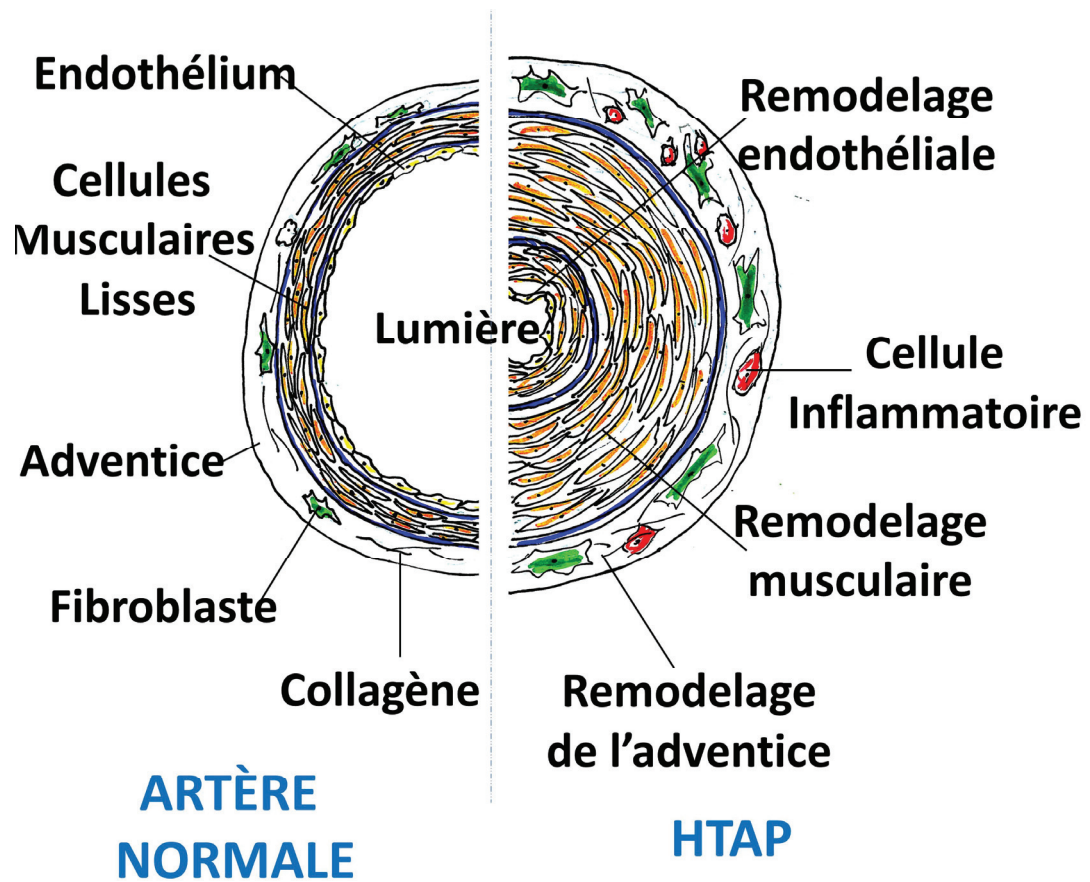 Endothélium
Cellules
Musculaires
Lisses
Lumière
Adventice
Fibroblaste
Collagène
ARTÈRE
NORMALE
Remodelage
endothéliale
Cellule
Inflammatoire
Remodelage
musculaire
Remodelage
de l’adventice
HTAP